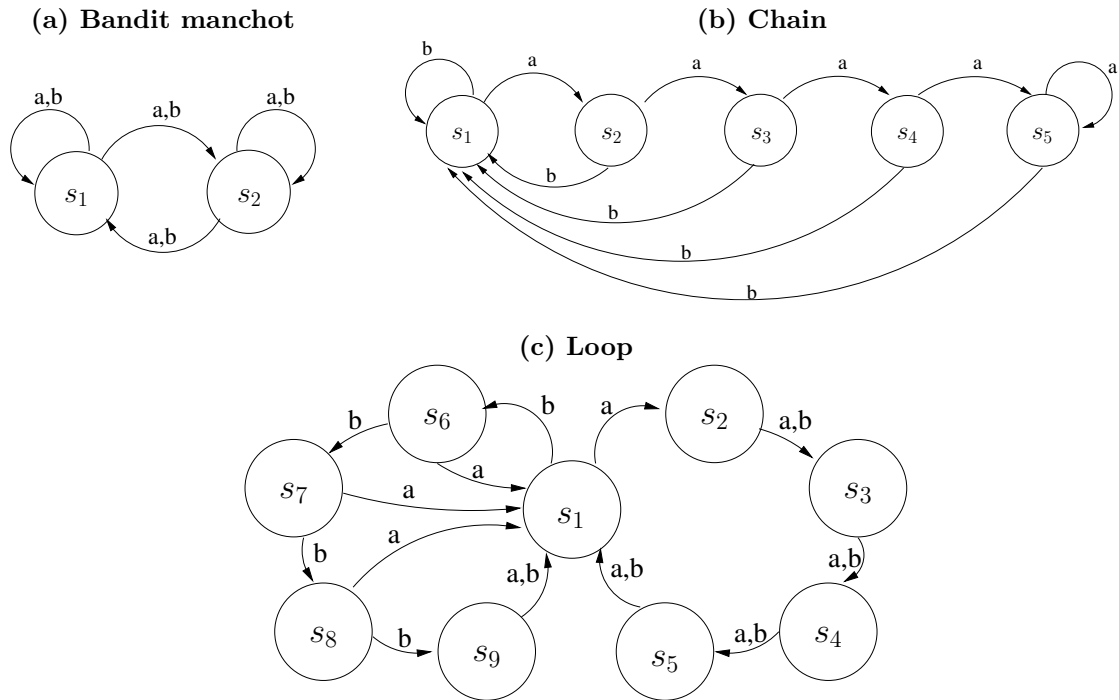 (a) Bandit manchot
a,b
a,b
a,b
s1
s2
a,b
(b) Chain
b
a
a
a
a
a
s1
s2
s3
s4
s5
b
b
b
b
(c) Loop
s6
b
b
a
s2
a,b
s3
a
s7
a
s1
b
a
a,b
a,b
a,b
s8
b
s9
s5
a,b
s4